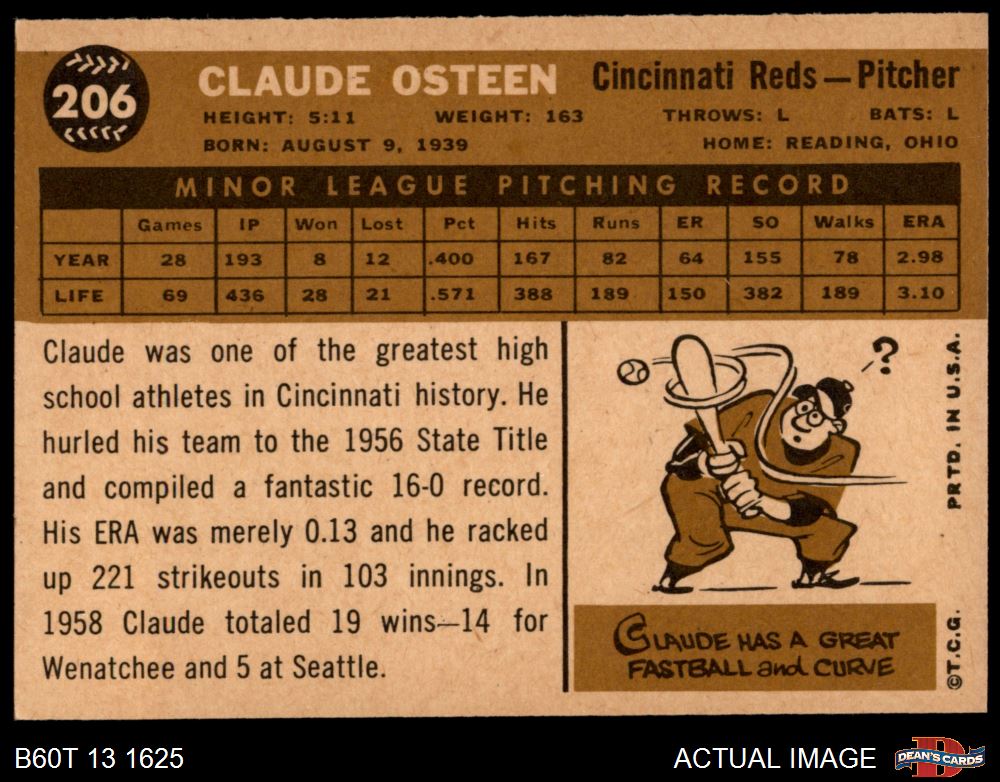 206
CLAUDE OSTEEN Cincinnati Reds—Pitcher
HEIGHT: 5:11 WEIGHT: 163 THROWS: L BATS: L
BORN: AUGUST 9, 1939 HOME: READING, OHIO
MINOR LEAGUE PITCHING RECORD
Games IP Won Lost Pct Hits Runs ER SO Walks ERA
YEAR 28 193 8 12 .400 167 82 64 155 78 2.98
LIFE 69 436 28 21 .571 388 189 150 382 189 3.10
Claude was one of the greatest high
school athletes in Cincinnati history. He
hurled his team to the 1956 State Title
and compiled a fantastic 16-0 record.
His ERA was merely 0.13 and he racked
up 221 strikeouts in 103 innings. In
1958 Claude totaled 19 wins—14 for
Wenatchee and 5 at Seattle.
?
CLAUDE HAS A GREAT
FASTBALL and CURVE
©T.C.G. PRTD. IN U.S.A.
B60T 13 1625 ACTUAL IMAGE D DEAN'S CARDS